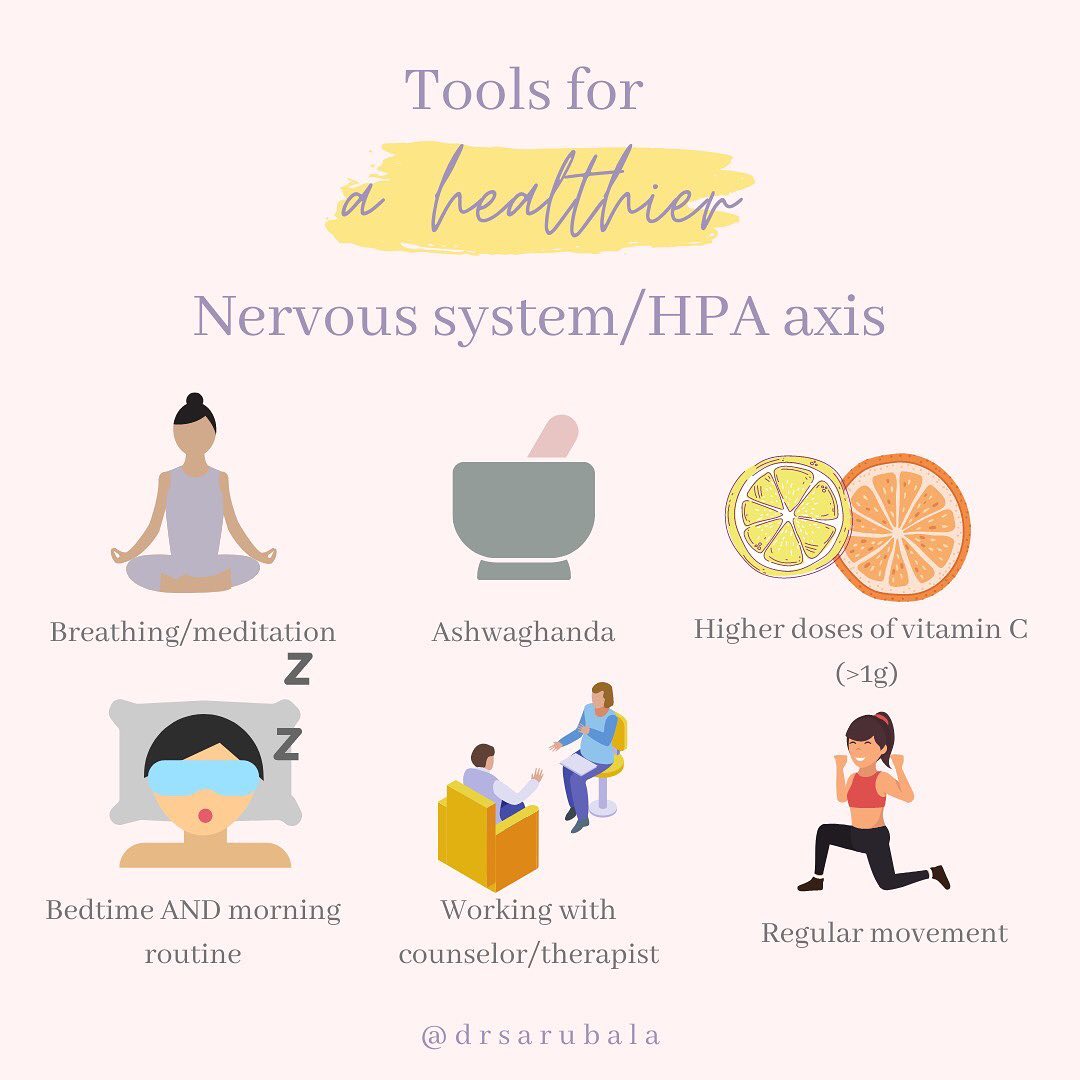 Tools for
a healthier
Nervous system/HPA axis
Breathing/meditation
Ashwaghanda
Higher doses of vitamin C
(>1g)
Z
Z
Bedtime AND morning
routine
Working with
counselor/therapist
Regular movement
@drsarubala